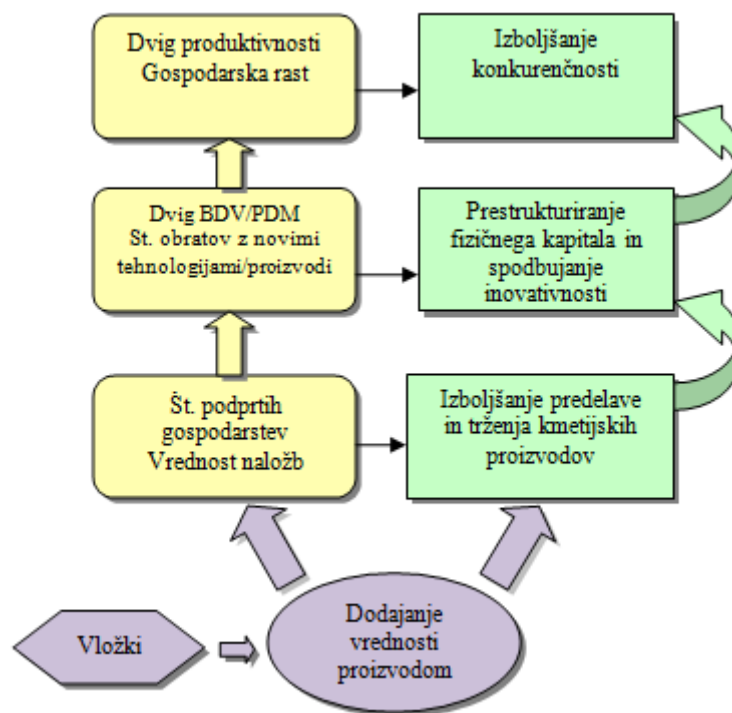 Dvig produktivnosti
Gospodarska rast
Izboljšanje
konkurenčnosti
Dvig BDV/PDM
Št. obratov z novimi
tehnologijami/proizvodi
Prestrukturiranje
fizičnega kapitala in
spodbujanje
inovativnosti
Št. podprtih
gospodarstev
Vrednost naložb
Izboljšanje predelave
in trženja kmetijskih
proizvodov
Vložki
Dodajanje
vrednosti
proizvodom